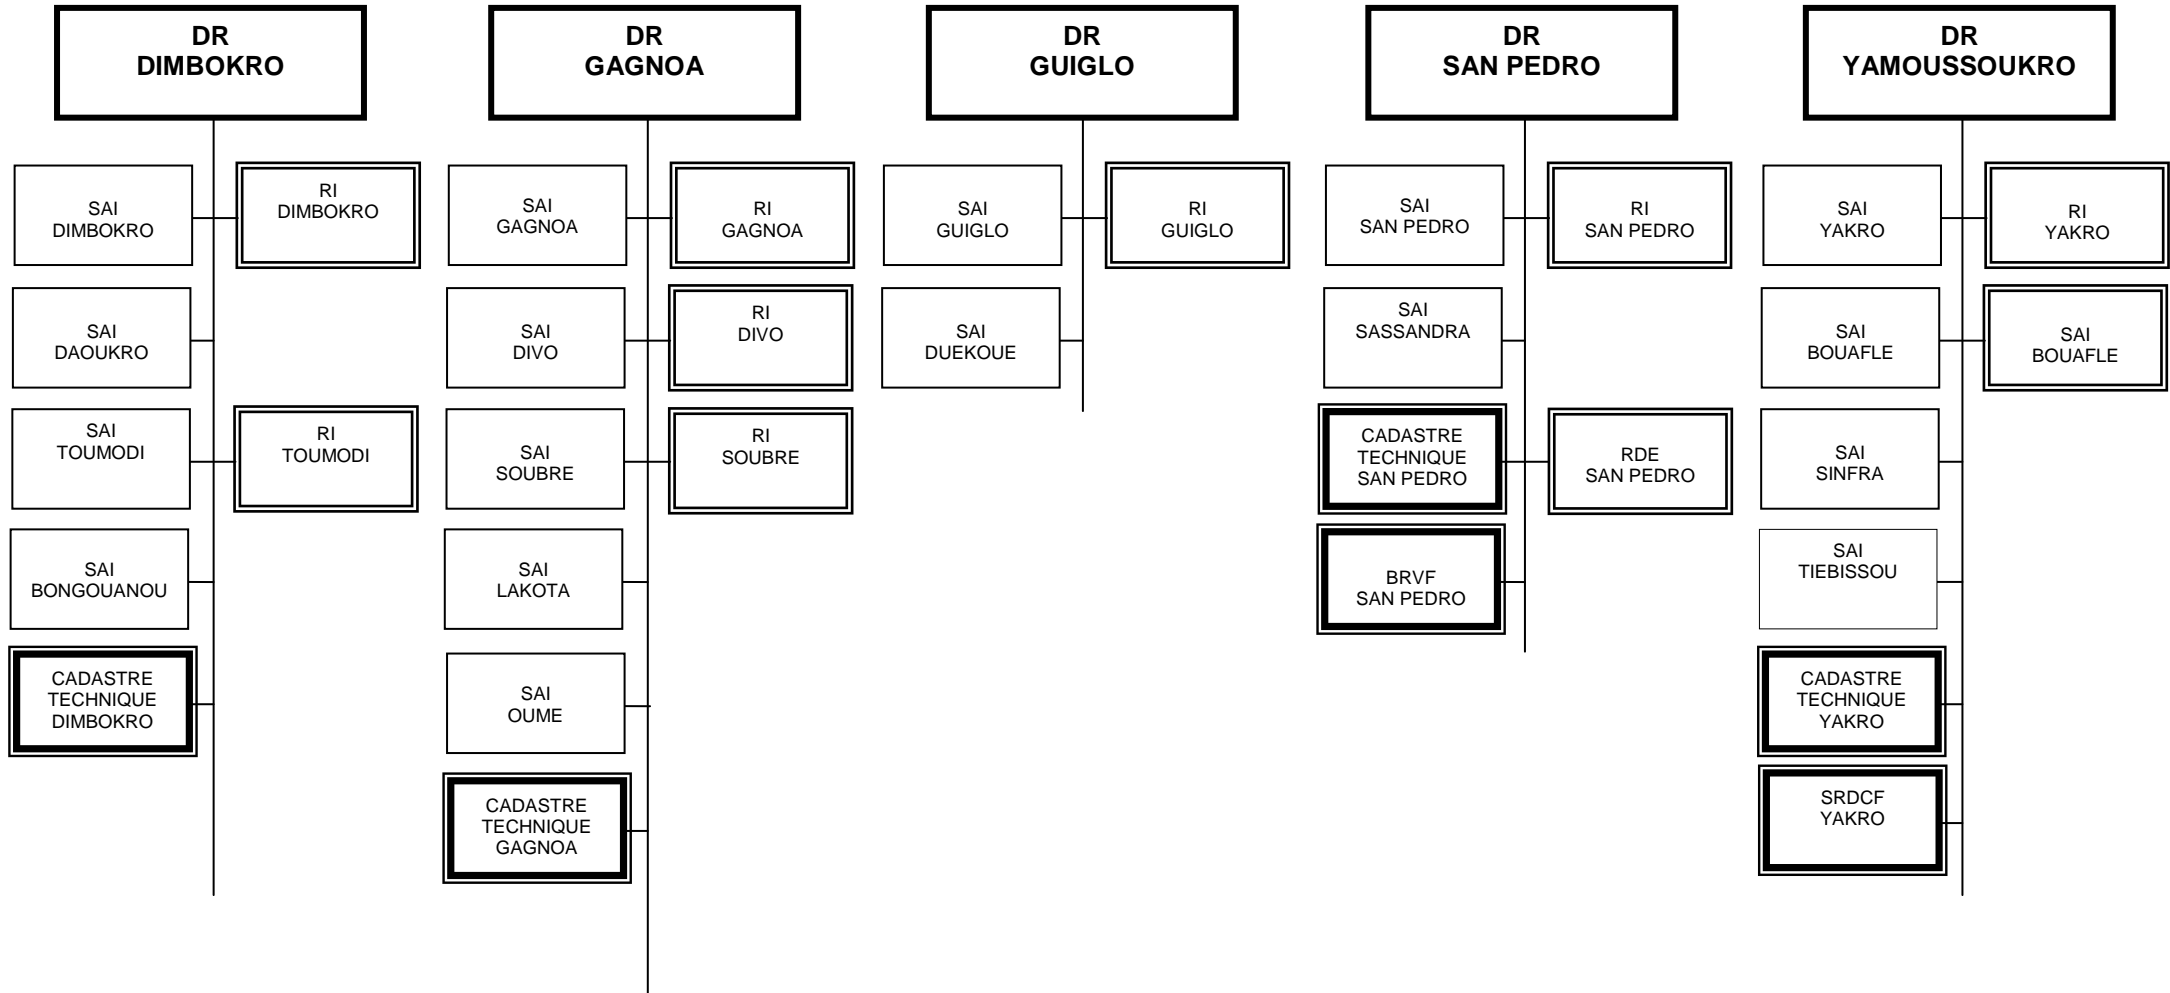 DR
DIMBOKRO
DR
GAGNOA
DR
GUIGLO
DR
SAN PEDRO
DR
YAMOUSSOUKRO
SAI
DIMBOKRO
RI
DIMBOKRO
SAI
DAOUKRO
SAI
TOUMODI
RI
TOUMODI
SAI
BONGOUANOU
CADASTRE
TECHNIQUE
DIMBOKRO
SAI
GAGNOA
RI
GAGNOA
SAI
DIVO
RI
DIVO
SAI
SOUBRE
RI
SOUBRE
SAI
LAKOTA
SAI
OUME
CADASTRE
TECHNIQUE
GAGNOA
SAI
GUIGLO
RI
GUIGLO
SAI
DUEKOUE
SAI
SAN PEDRO
RI
SAN PEDRO
SAI
SASSANDRA
CADASTRE
TECHNIQUE
SAN PEDRO
RDE
SAN PEDRO
BRVF
SAN PEDRO
SAI
YAKRO
RI
YAKRO
SAI
BOUAFLE
SAI
BOUAFLE
SAI
SINFRA
SAI
TIEBISSOU
CADASTRE
TECHNIQUE
YAKRO
SRDCF
YAKRO